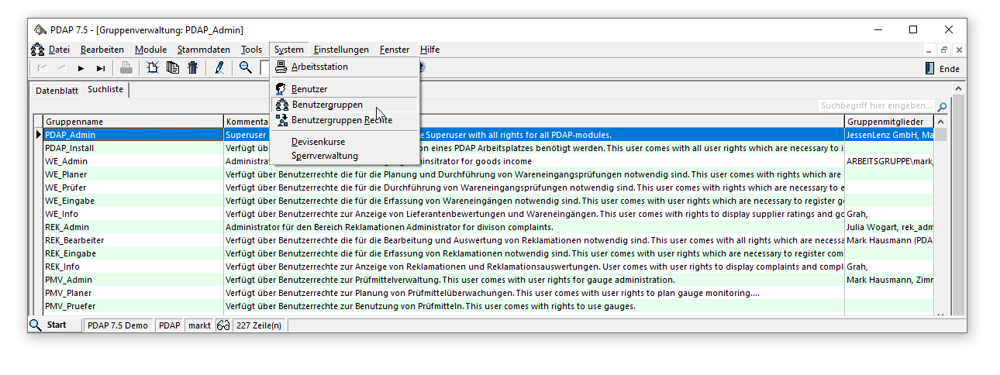 PDAP 7.5 - [Gruppenverwaltung: PDAP_Admin]
Datei Bearbeiten Module Stammdaten Tools System Einstellungen Fenster Hilfe
Arbeitsstation
Ende
Benutzer
Datenblatt Suchliste
Benutzergruppen
Suchbegriff hier eingeben...
Benutzergruppen Rechte
Gruppenname Kommenta Gruppenmitglieder
PDAP_Admin Superuser e Superuser with all rights for all PDAP-modules. JessenLenz GmbH, Ma
Devisenkurse
PDAP_Install Verfügt üb on eines PDAP Arbeitsplatzes benötigt werden. This user comes with all user rights which are necessary to i
Sperrverwaltung
WE_Admin Administra insitrator for goods income ARBEITSGRUPPE\mark,
WE_Planer Verfügt über Benutzerrechte die für die Planung und Durchführung von Wareneingangsprüfungen notwendig sind. This user comes with rights which are
WE_Prüfer Verfügt über Benutzerrechte die für die Durchführung von Wareneingangsprüfungen notwendig sind. This user comes with rights which are necessary to e
WE_Eingabe Verfügt über Benutzerrechte die für die Erfassung von Wareneingängen notwendig sind. This user comes with user rights which are necessary to register g
WE_Info Verfügt über Benutzerrechte zur Anzeige von Lieferantenbewertungen und Wareneingängen. This user comes with rights to display supplier ratings and go Grah,
REK_Admin Administrator für den Bereich Reklamationen Administrator for divison complaints. Julia Wogart, rek_adm
REK_Bearbeiter Verfügt über Benutzerrechte die für die Bearbeitung und Auswertung von Reklamationen notwendig sind. This user comes with all rights which are necessa Mark Hausmann (PDA
REK_Eingabe Verfügt über Benutzerrechte die für die Erfassung von Reklamationen notwendig sind. This user comes with user rights which are necessary to register com
REK_Info Verfügt über Benutzerrechte zur Anzeige von Reklamationen und Reklamationsauswertungen. User comes with user rights to display complaints and compl Grah,
PMV_Admin Verfügt über Benutzerrechte zur Prüfmittelverwaltung. This user comes with user rights for gauge administration. Mark Hausmann, Zimr
PMV_Planer Verfügt über Benutzerrechte zur Planung von Prüfmittelüberwachungen. This user comes with user rights to plan gauge monitoring....
PMV_Pruefer Verfügt über Benutzerrechte zur Benutzung von Prüfmitteln. This user comes with rights to use gauges.
Start PDAP 7.5 Demo PDAP markt 227 Zeile(n)